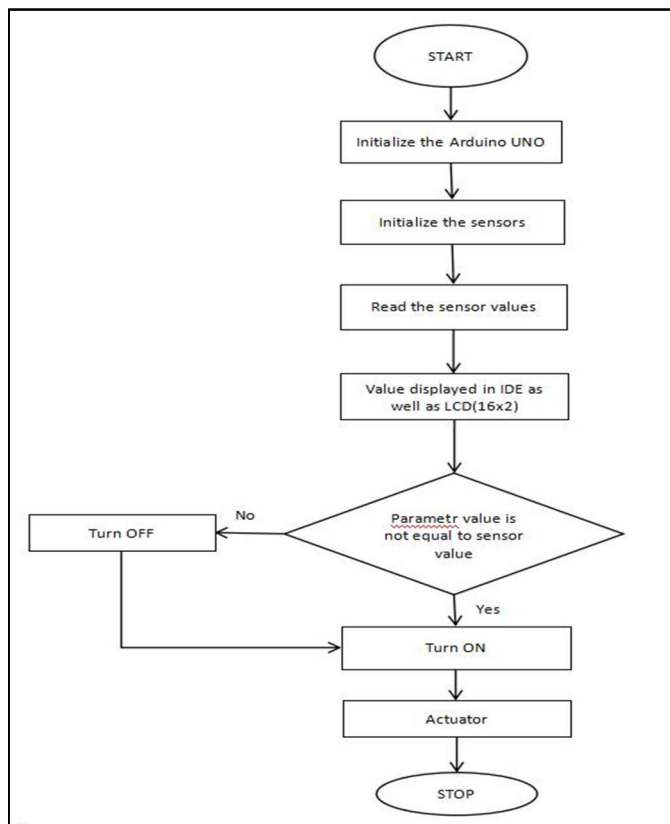 START
Initialize the Arduino UNO
Initialize the sensors
Read the sensor values
Value displayed in IDE as
well as LCD(16x2)
Parametr value is
not equal to sensor
value
No
Turn OFF
Yes
Turn ON
Actuator
STOP